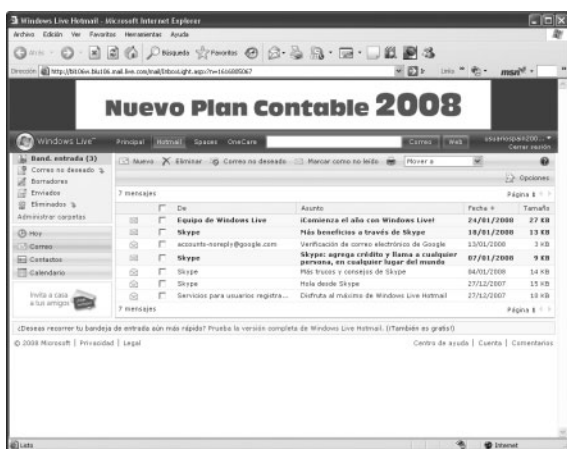 Windows Live Hotmail - Microsoft Internet Explorer
Archivo Edición Ver Favoritos Herramientas Ayuda
Atrás Búsqueda Favoritos
Dirección Ir msn
Nuevo Plan Contable 2008
Windows Live Principal Hotmail Spaces OneCare Correo Web
Cerrar sesión
Band. entrada (3)
Correo no deseado
Borradores
Enviados
Eliminados
Administrar carpetas
Hoy
Correo
Contactos
Calendario
Invita a casa
a tus amigos
Nuevo Eliminar Correo no deseado Marcar como no leído Mover a
Opciones
7 mensajes Página 1
De Asunto Fecha Tamaño
Equipo de Windows Live ¡Comienza el año con Windows Live! 24/01/2008 27 KB
Skype Más beneficios a través de Skype 18/01/2008 13 KB
accounts-noreply@google.com Verificación de correo electrónico de Google 13/01/2008 3 KB
Skype Skype: agrega crédito y llama a cualquier persona, en cualquier lugar del mundo 07/01/2008 9 KB
Skype Más trucos y consejos de Skype 04/01/2008 14 KB
Skype Hola desde Skype 27/12/2007 15 KB
Servicios para usuarios registra... Disfruta al máximo de Windows Live Hotmail 27/12/2007 13 KB
7 mensajes Página 1
¿Deseas recorrer tu bandeja de entrada aún más rápido? Prueba la versión completa de Windows Live Hotmail. (¡También es gratis!)
© 2008 Microsoft | Privacidad | Legal Centro de ayuda | Cuenta | Comentarios
Listo Internet